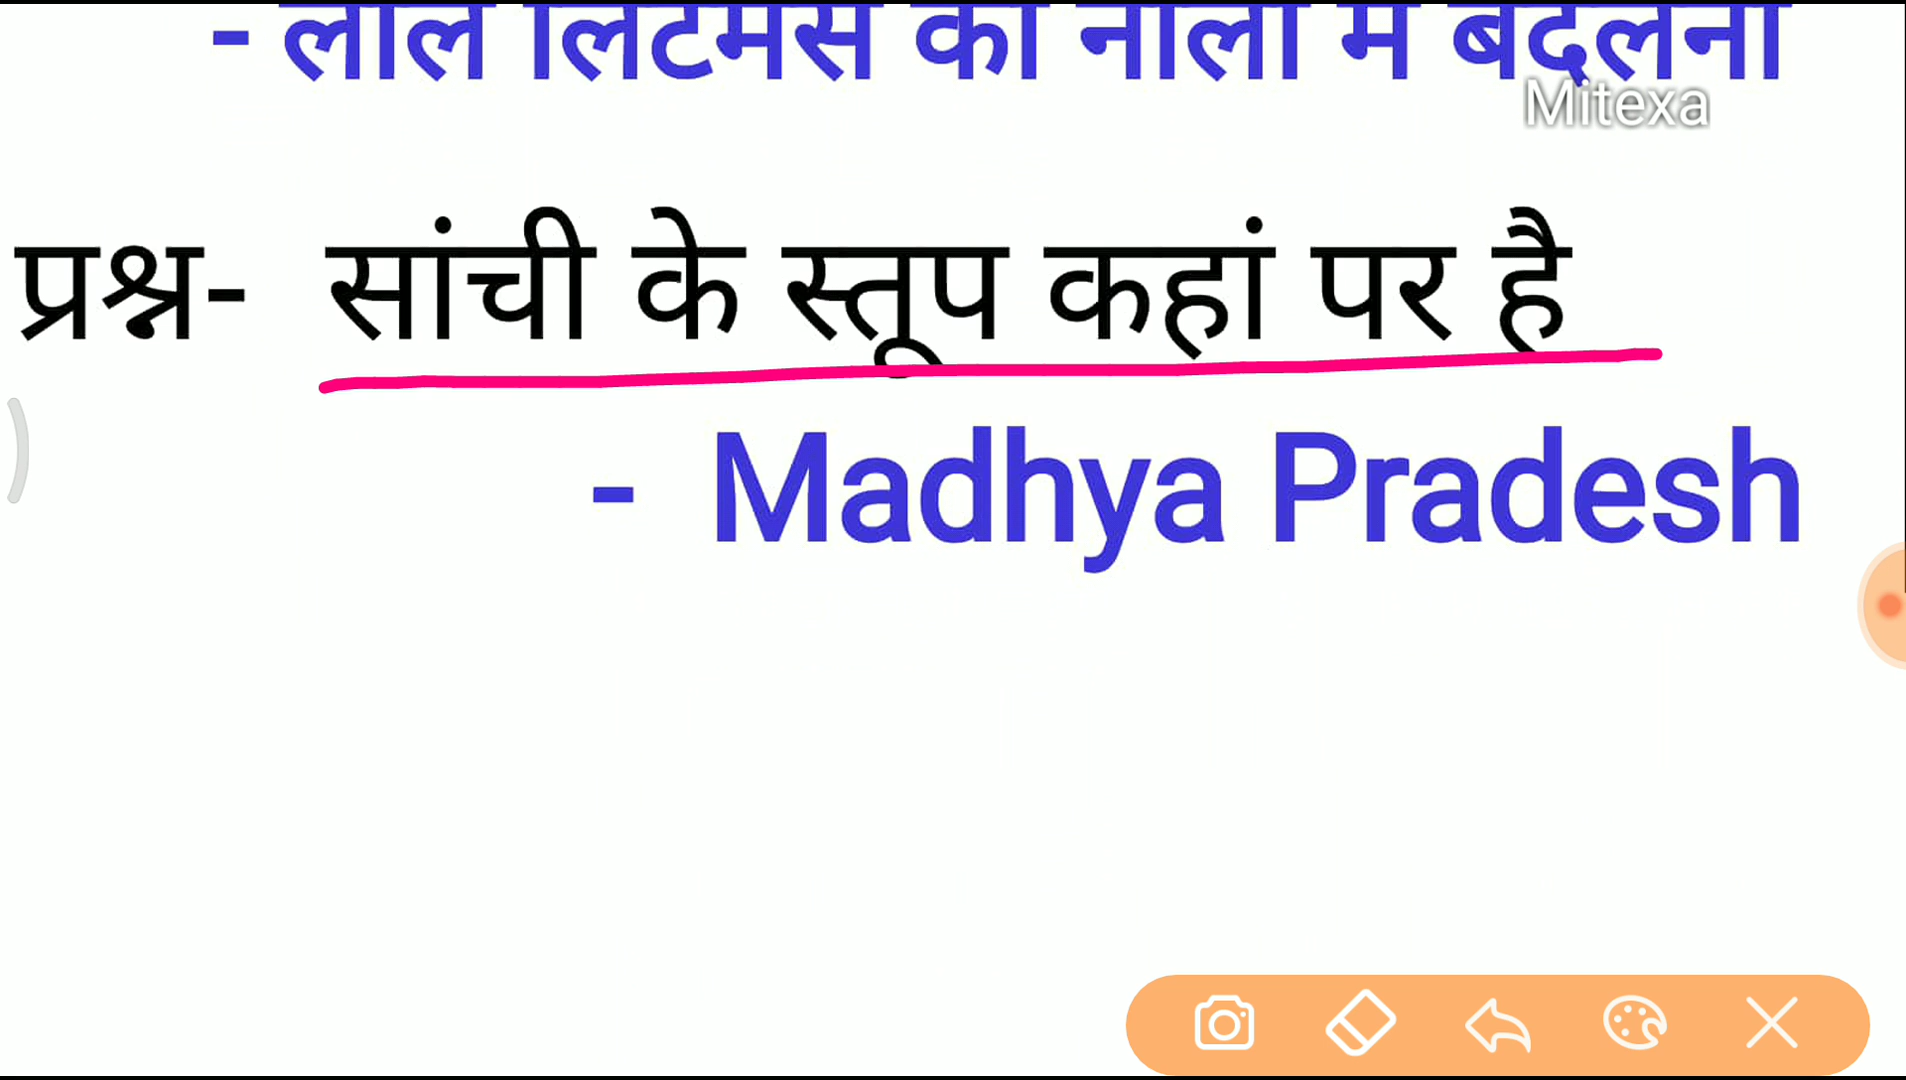 - लाल लिटमस को नीला में बदलना
Mitexa
प्रश्न- सांची के स्तूप कहां पर है
- Madhya Pradesh